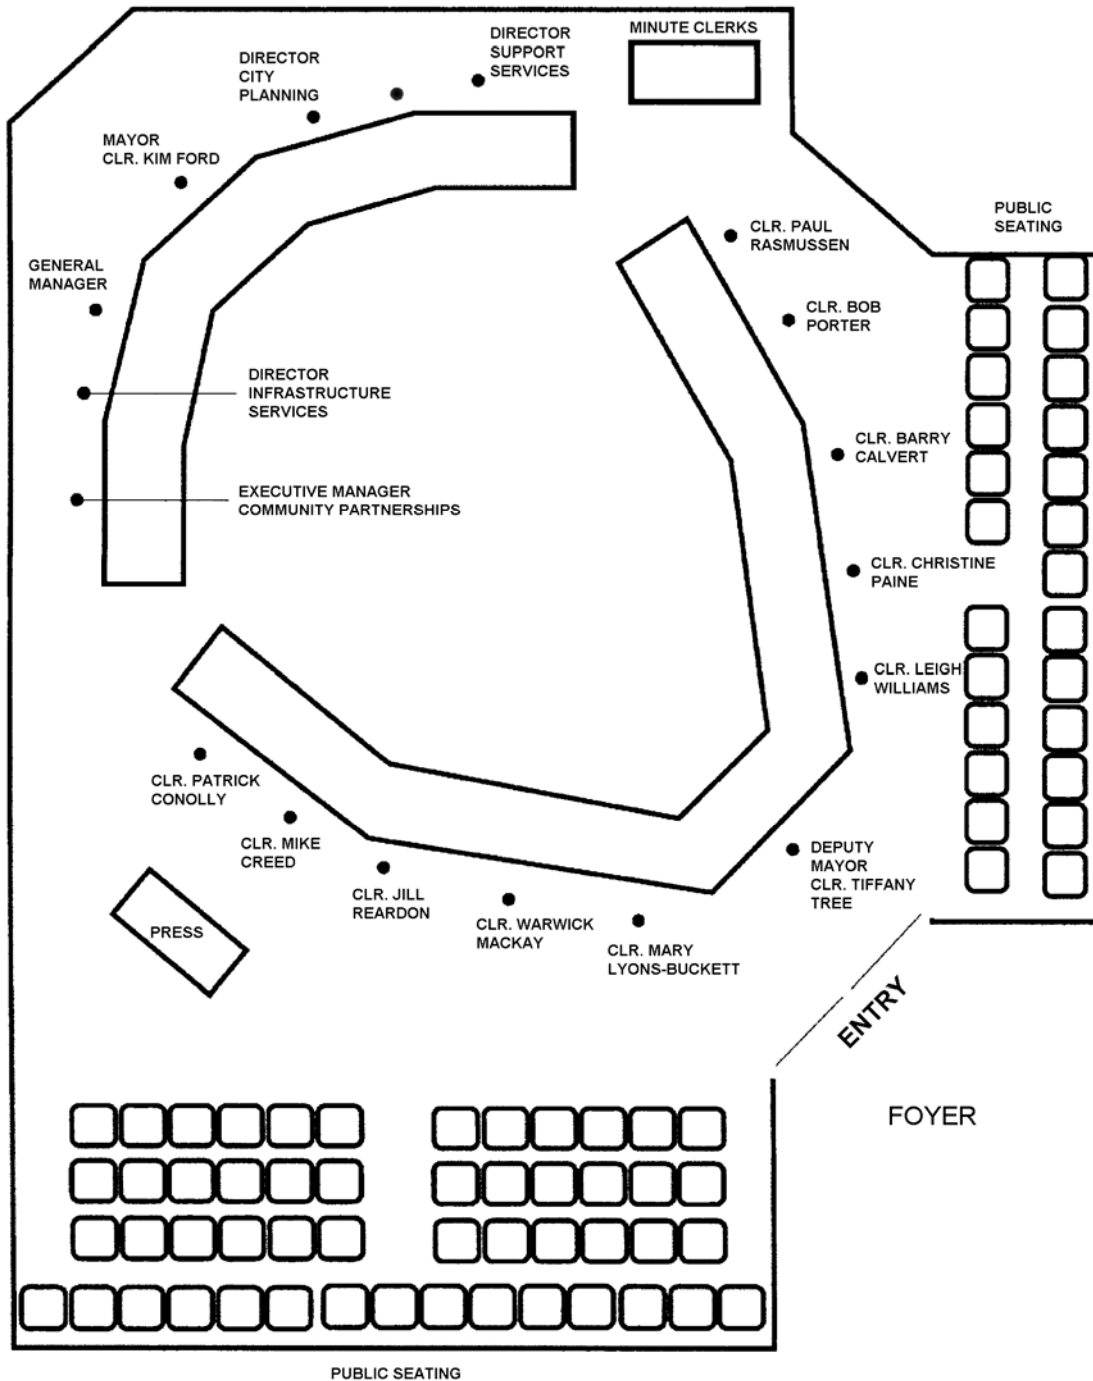 MINUTE CLERKS
DIRECTOR
SUPPORT
SERVICES
DIRECTOR
CITY
PLANNING
MAYOR
CLR. KIM FORD
GENERAL
MANAGER
DIRECTOR
INFRASTRUCTURE
SERVICES
EXECUTIVE MANAGER
COMMUNITY PARTNERSHIPS
CLR. PAUL
RASMUSSEN
PUBLIC
SEATING
CLR. BOB
PORTER
CLR. BARRY
CALVERT
CLR. CHRISTINE
PAINE
CLR. LEIGH
WILLIAMS
DEPUTY
MAYOR
CLR. TIFFANY
TREE
CLR. PATRICK
CONOLLY
CLR. MIKE
CREED
CLR. JILL
REARDON
CLR. WARWICK
MACKAY
CLR. MARY
LYONS-BUCKETT
PRESS
ENTRY
FOYER
PUBLIC SEATING